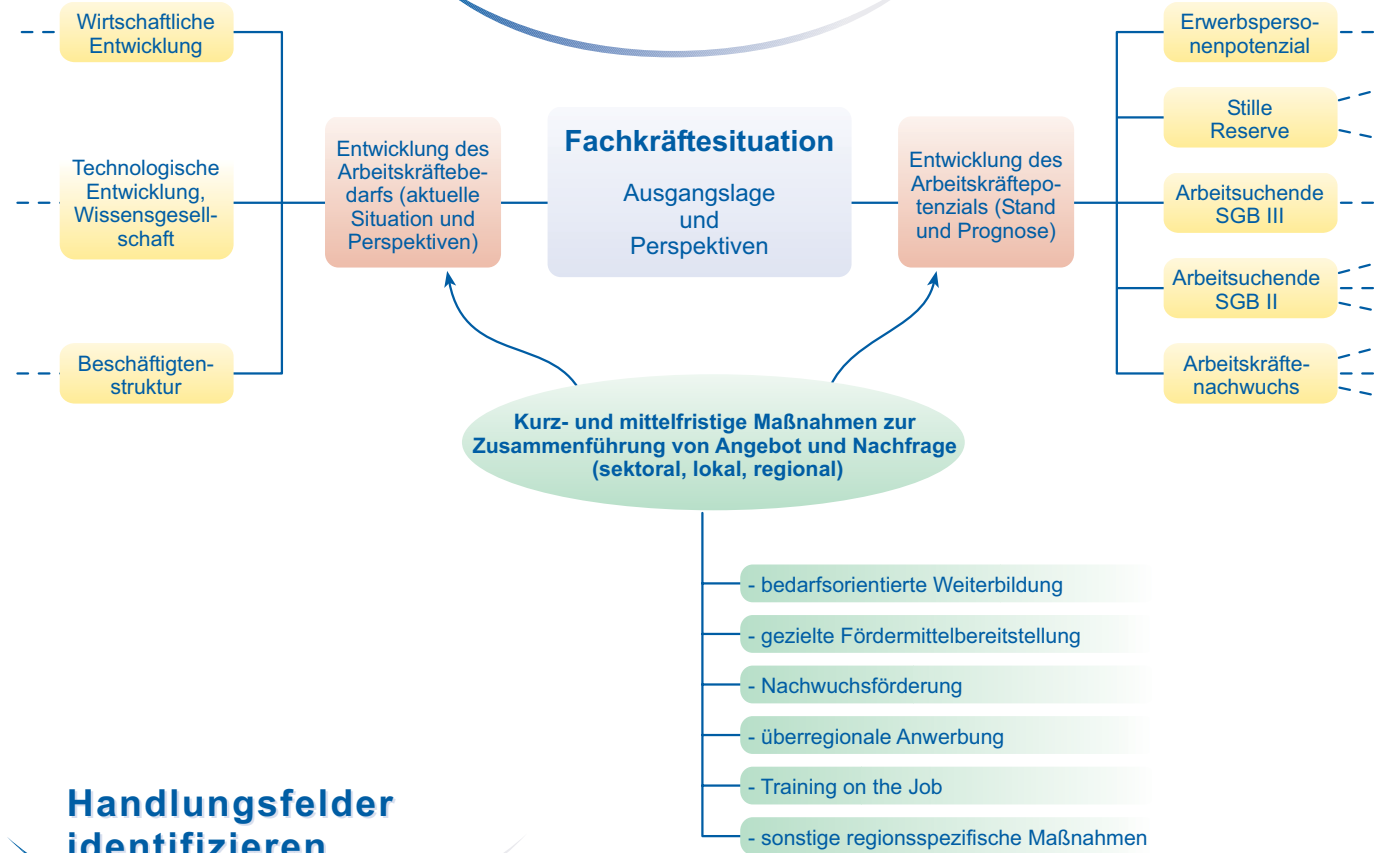 Wirtschaftliche
Entwicklung
Technologische
Entwicklung,
Wissensgesell-
schaft
Beschäftigten-
struktur
Entwicklung des
Arbeitskräftebe-
darfs (aktuelle
Situation und
Perspektiven)
Fachkräftesituation
Ausgangslage
und
Perspektiven
Entwicklung des
Arbeitskräftepo-
tenzials (Stand
und Prognose)
Erwerbsperso-
nenpotenzial
Stille
Reserve
Arbeitsuchende
SGB III
Arbeitsuchende
SGB II
Arbeitskräfte-
nachwuchs
Kurz- und mittelfristige Maßnahmen zur
Zusammenführung von Angebot und Nachfrage
(sektoral, lokal, regional)
- bedarfsorientierte Weiterbildung
- gezielte Fördermittelbereitstellung
- Nachwuchsförderung
- überregionale Anwerbung
- Training on the Job
- sonstige regionsspezifische Maßnahmen
Handlungsfelder
identifizieren